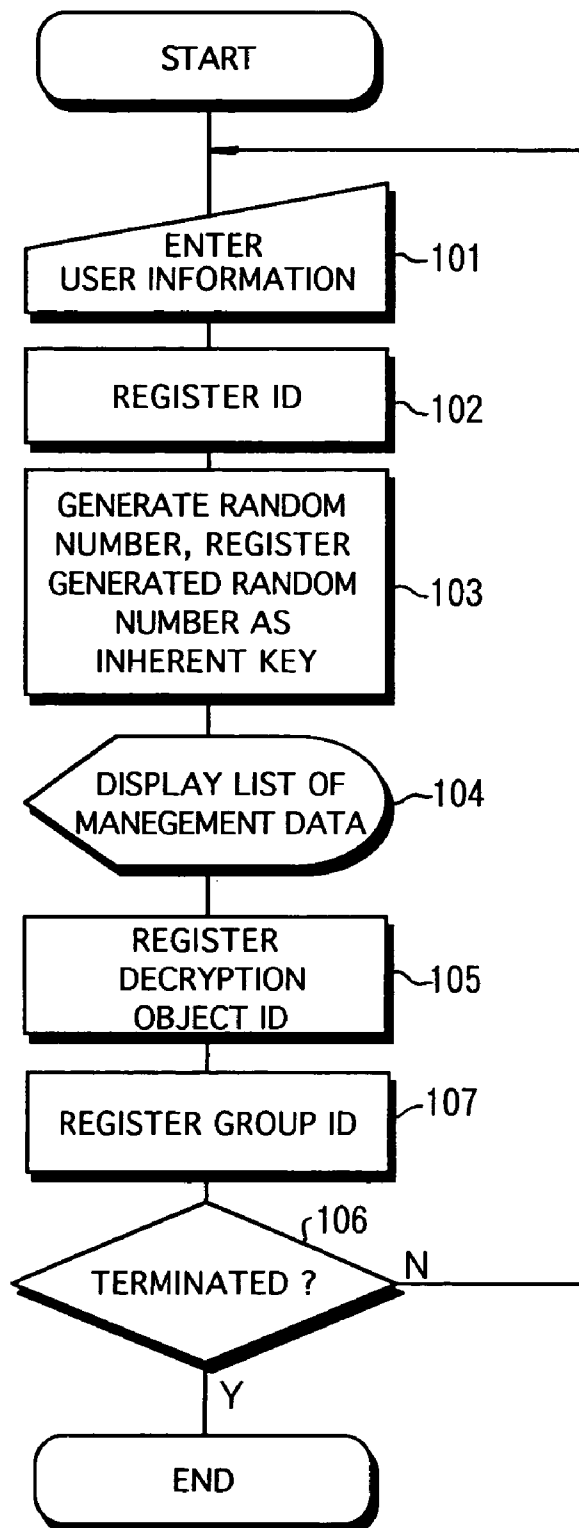 START
ENTER
USER INFORMATION
101
REGISTER ID
102
GENERATE RANDOM
NUMBER, REGISTER
GENERATED RANDOM
NUMBER AS
INHERENT KEY
103
DISPLAY LIST OF
MANEGEMENT DATA
104
REGISTER
DECRYPTION
OBJECT ID
105
REGISTER GROUP ID
107
106
TERMINATED ?
N
Y
END